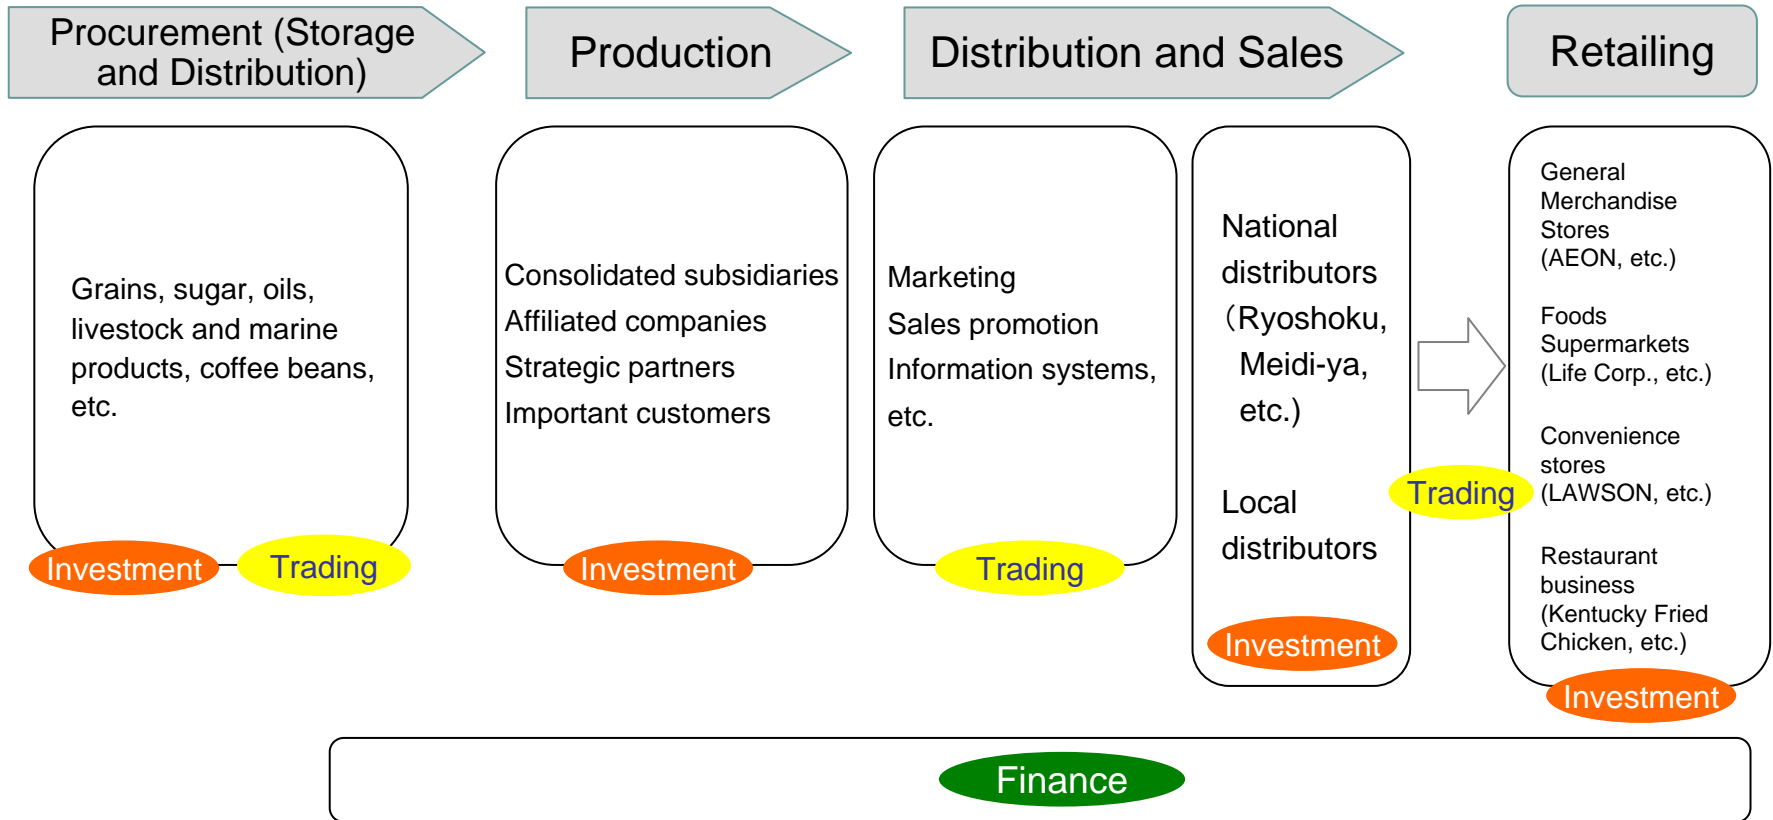 Procurement (Storage
and Distribution)
Production
Distribution and Sales
Retailing
Grains, sugar, oils,
livestock and marine
products, coffee beans,
etc.
Investment
Trading
Consolidated subsidiaries
Affiliated companies
Strategic partners
Important customers
Investment
Marketing
Sales promotion
Information systems,
etc.
Trading
National
distributors
（Ryoshoku,
Meidi-ya,
etc.)
Local
distributors
Investment
Trading
General
Merchandise
Stores
(AEON, etc.)
Foods
Supermarkets
(Life Corp., etc.)
Convenience
stores
(LAWSON, etc.)
Restaurant
business
(Kentucky Fried
Chicken, etc.)
Investment
Finance